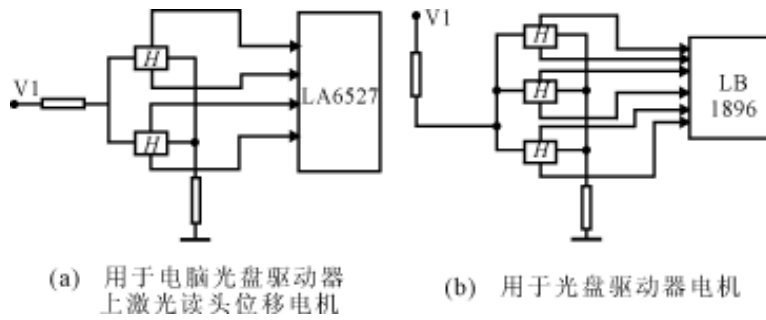 V1
H
H
LA6527
V1
H
H
H
LB
1896
(a) 用于电脑光盘驱动器
上激光读头位移电机
(b) 用于光盘驱动器电机